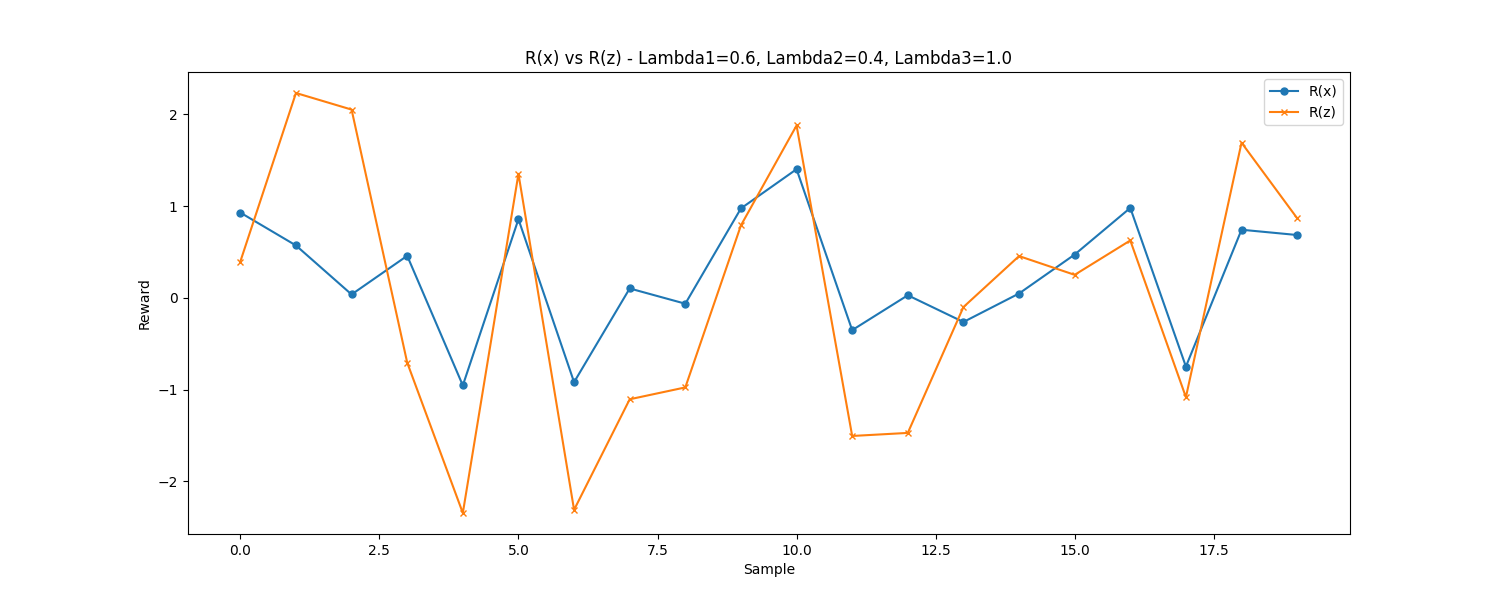 R(x) vs R(z) - Lambda1=0.6, Lambda2=0.4, Lambda3=1.0
R(x)
R(z)
Reward
2
1
0
−1
−2
0.0 2.5 5.0 7.5 10.0 12.5 15.0 17.5
Sample